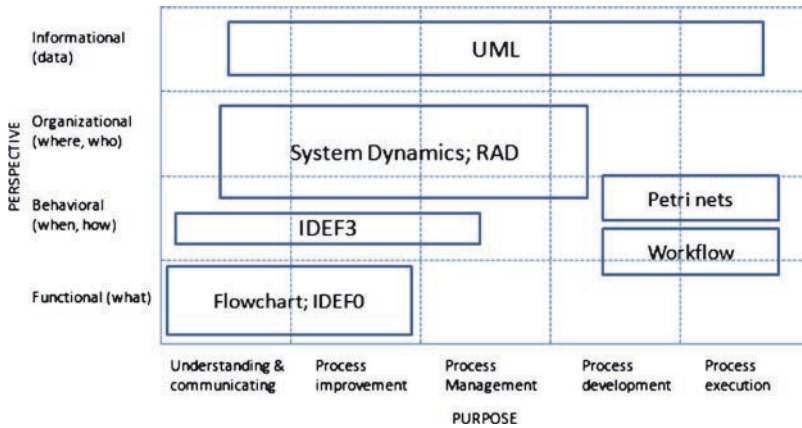 Informational
(data)
UML
Organizational
(where, who)
System Dynamics; RAD
PERSPECTIVE
Behavioral
(when, how)
Petri nets
IDEF3
Workflow
Functional (what)
Flowchart; IDEF0
Understanding &
communicating
Process
improvement
Process
Management
Process
development
Process
execution
PURPOSE